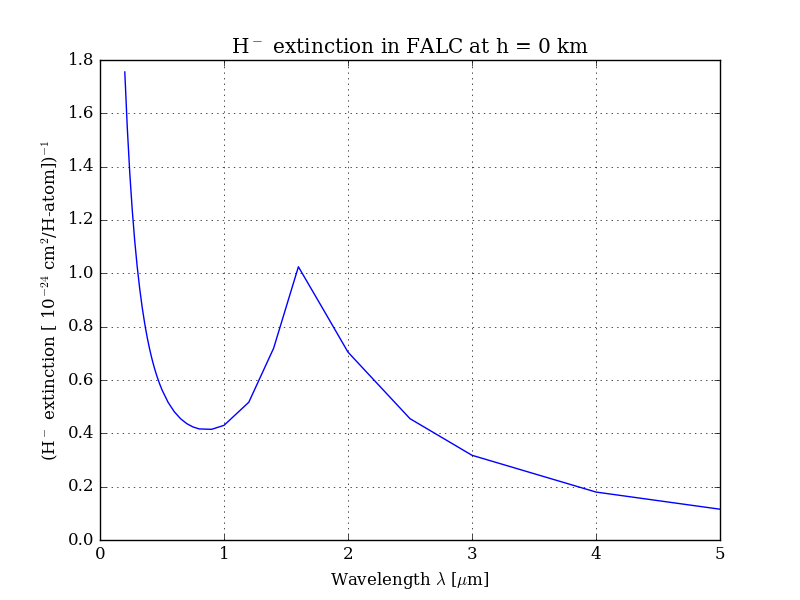 H⁻ extinction in FALC at h = 0 km
(H⁻ extinction [ 10⁻²⁴ cm²/H-atom])⁻¹
1.8
1.6
1.4
1.2
1.0
0.8
0.6
0.4
0.2
0.0
0 1 2 3 4 5
Wavelength λ [μm]